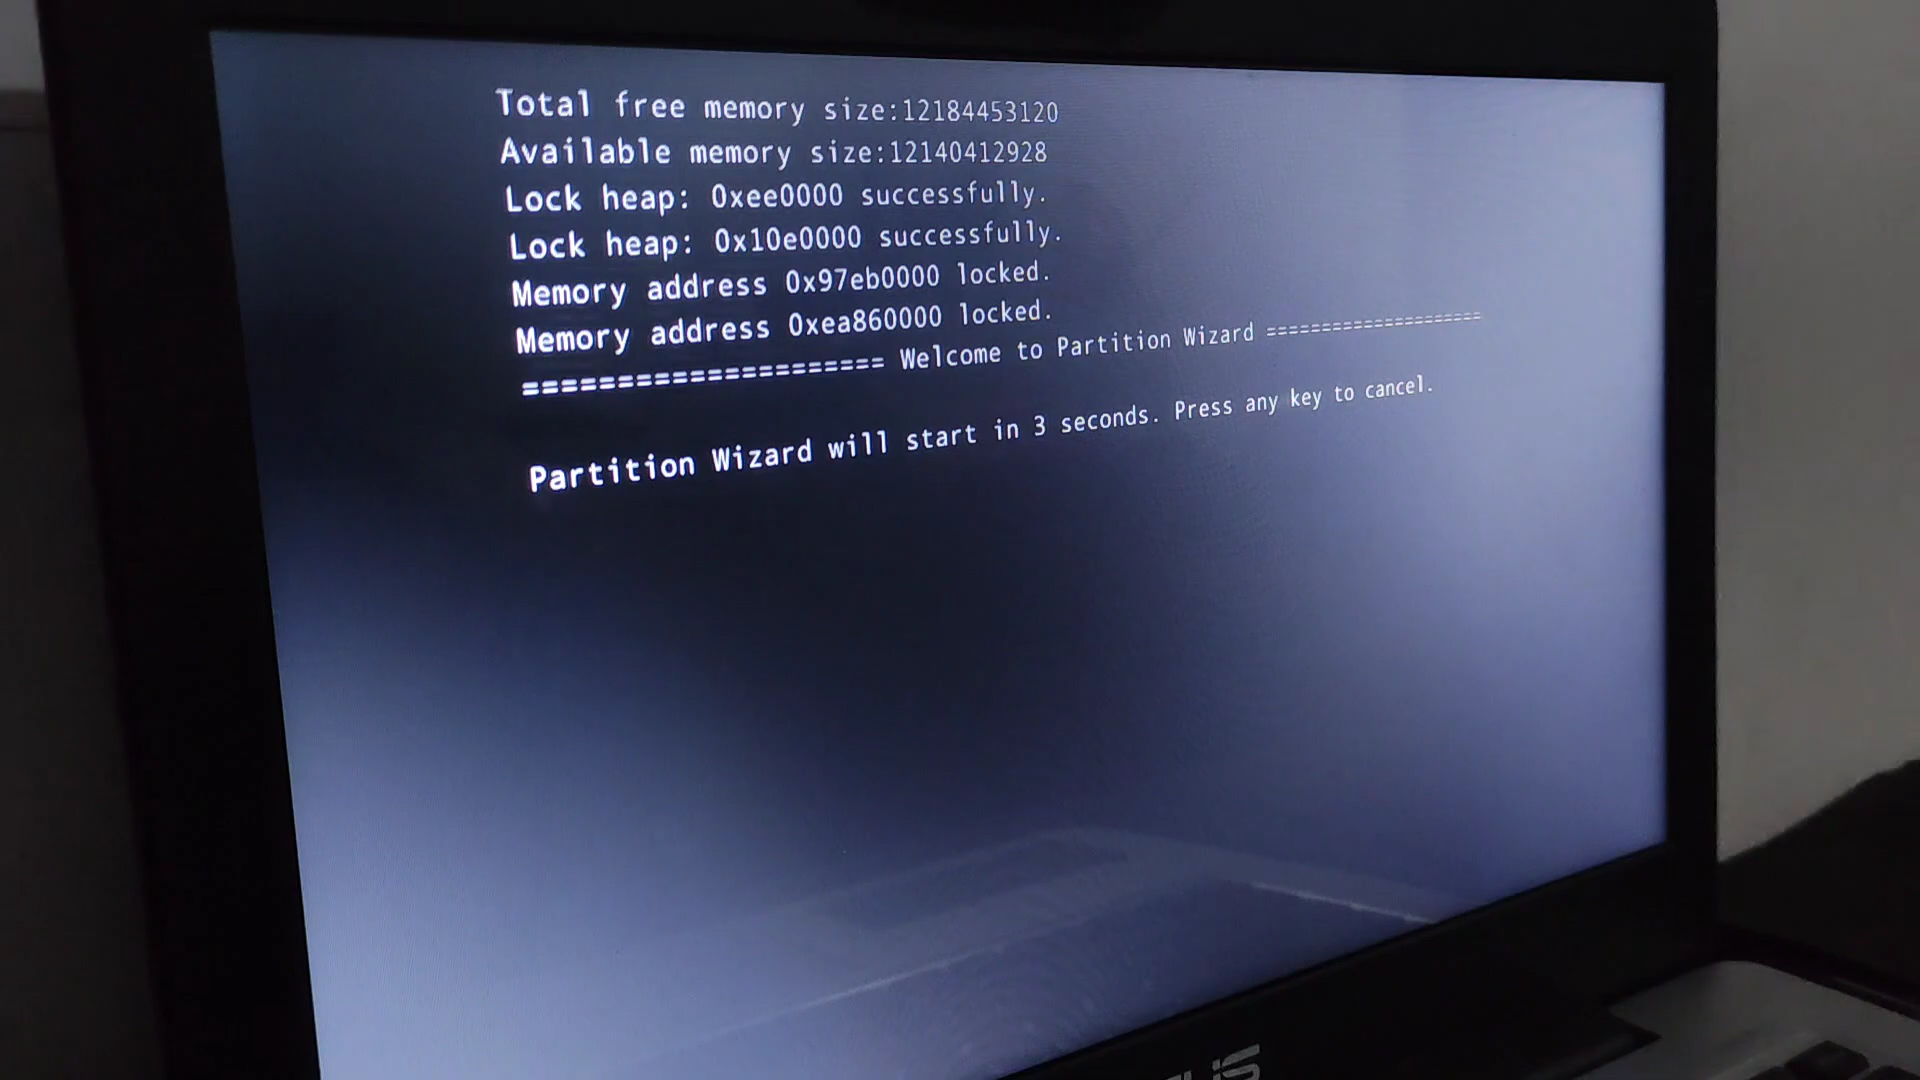 Total free memory size:12184453120
Available memory size:12140412928
Lock heap: 0xee0000 successfully.
Lock heap: 0x10e0000 successfully.
Memory address 0x97eb0000 locked.
Memory address 0xea860000 locked.
===================== Welcome to Partition Wizard =====================
Partition Wizard will start in 3 seconds. Press any key to cancel.